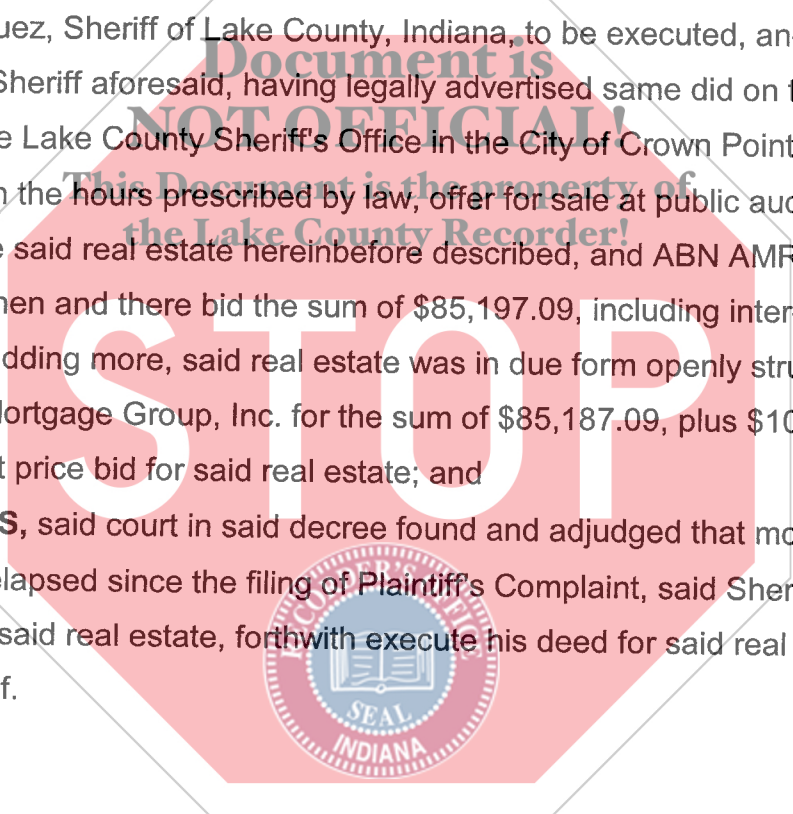 uez, Sheriff of Lake County, Indiana, to be executed, an
Document is
Sheriff aforesaid, having legally advertised same did on
NOT OFFICIAL!
e Lake County Sheriff's Office in the City of Crown Point
This Document is the property of
n the hours prescribed by law, offer for sale at public auc
the Lake County Recorder!
e said real estate hereinbefore described, and ABN AMR
hen and there bid the sum of $85,197.09, including inter
STOP
dding more, said real estate was in due form openly stru
Mortgage Group, Inc. for the sum of $85,187.09, plus $10
t price bid for said real estate; and
S, said court in said decree found and adjudged that mo
elapsed since the filing of Plaintiff's Complaint, said Sher
said real estate, forthwith execute his deed for said real
f.
RECORDER'S OFFICE
SEAL
INDIANA